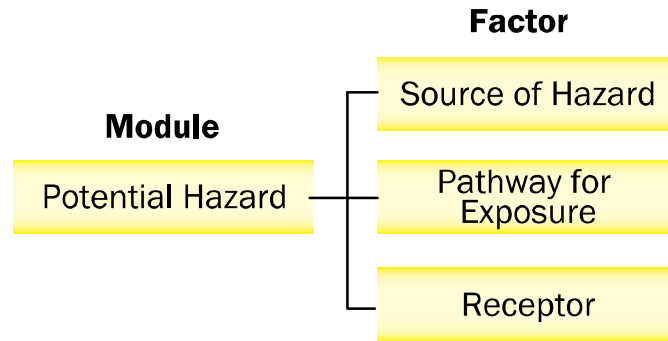 Factor
Source of Hazard
Module
Potential Hazard
Pathway for
Exposure
Receptor